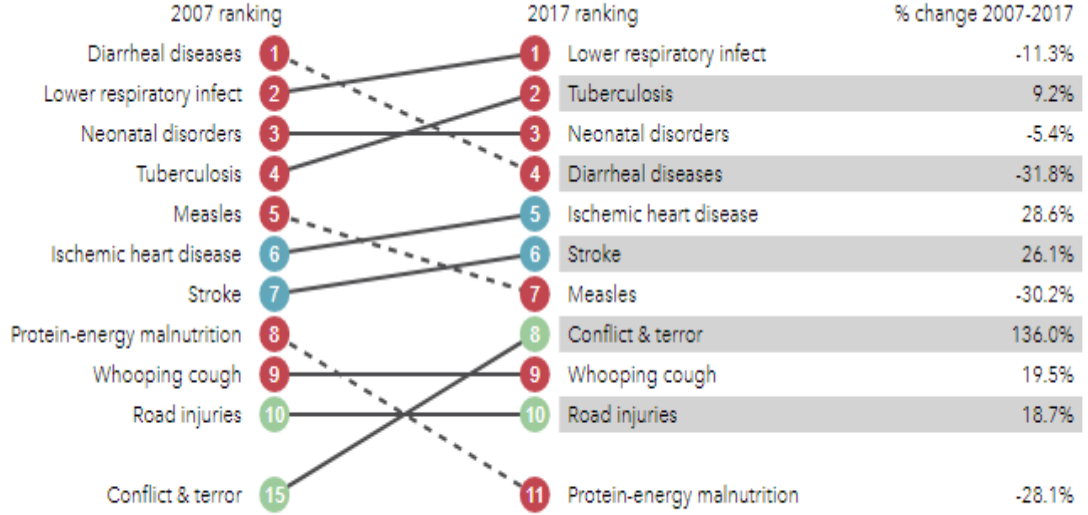 2007 ranking 2017 ranking % change 2007-2017
Diarrheal diseases 1 1 Lower respiratory infect -11.3%
Lower respiratory infect 2 2 Tuberculosis 9.2%
Neonatal disorders 3 3 Neonatal disorders -5.4%
Tuberculosis 4 4 Diarrheal diseases -31.8%
Measles 5 5 Ischemic heart disease 28.6%
Ischemic heart disease 6 6 Stroke 26.1%
Stroke 7 7 Measles -30.2%
Protein-energy malnutrition 8 8 Conflict & terror 136.0%
Whooping cough 9 9 Whooping cough 19.5%
Road injuries 10 10 Road injuries 18.7%
Conflict & terror 15 11 Protein-energy malnutrition -28.1%